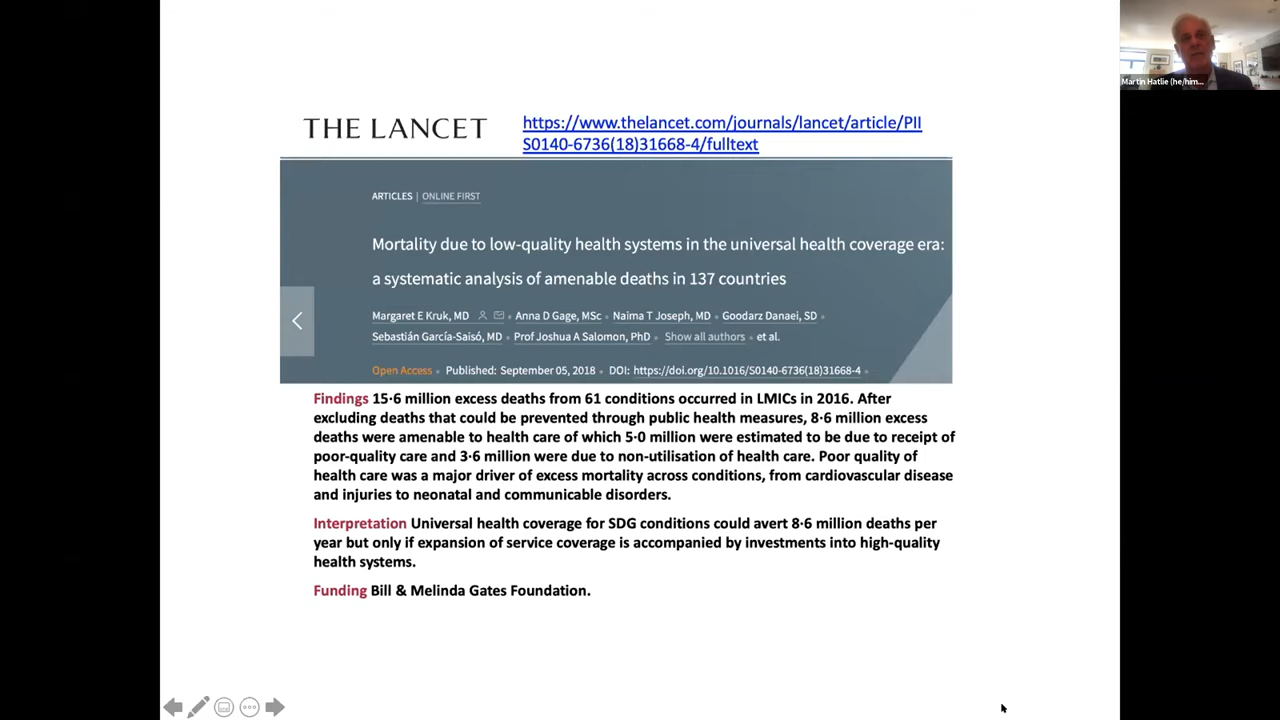 Martin Hatlie (he/him...
THE LANCET
https://www.thelancet.com/journals/lancet/article/PII
S0140-6736(18)31668-4/fulltext
ARTICLES | ONLINE FIRST
Mortality due to low-quality health systems in the universal health coverage era:
a systematic analysis of amenable deaths in 137 countries
Margaret E Kruk, MD • Anna D Gage, MSc • Naima T Joseph, MD • Goodarz Danaei, SD •
Sebastián García-Saisó, MD • Prof Joshua A Salomon, PhD • Show all authors • et al.
Open Access • Published: September 05, 2018 • DOI: https://doi.org/10.1016/S0140-6736(18)31668-4 •
Findings 15·6 million excess deaths from 61 conditions occurred in LMICs in 2016. After
excluding deaths that could be prevented through public health measures, 8·6 million excess
deaths were amenable to health care of which 5·0 million were estimated to be due to receipt of
poor-quality care and 3·6 million were due to non-utilisation of health care. Poor quality of
health care was a major driver of excess mortality across conditions, from cardiovascular disease
and injuries to neonatal and communicable disorders.
Interpretation Universal health coverage for SDG conditions could avert 8·6 million deaths per
year but only if expansion of service coverage is accompanied by investments into high-quality
health systems.
Funding Bill & Melinda Gates Foundation.